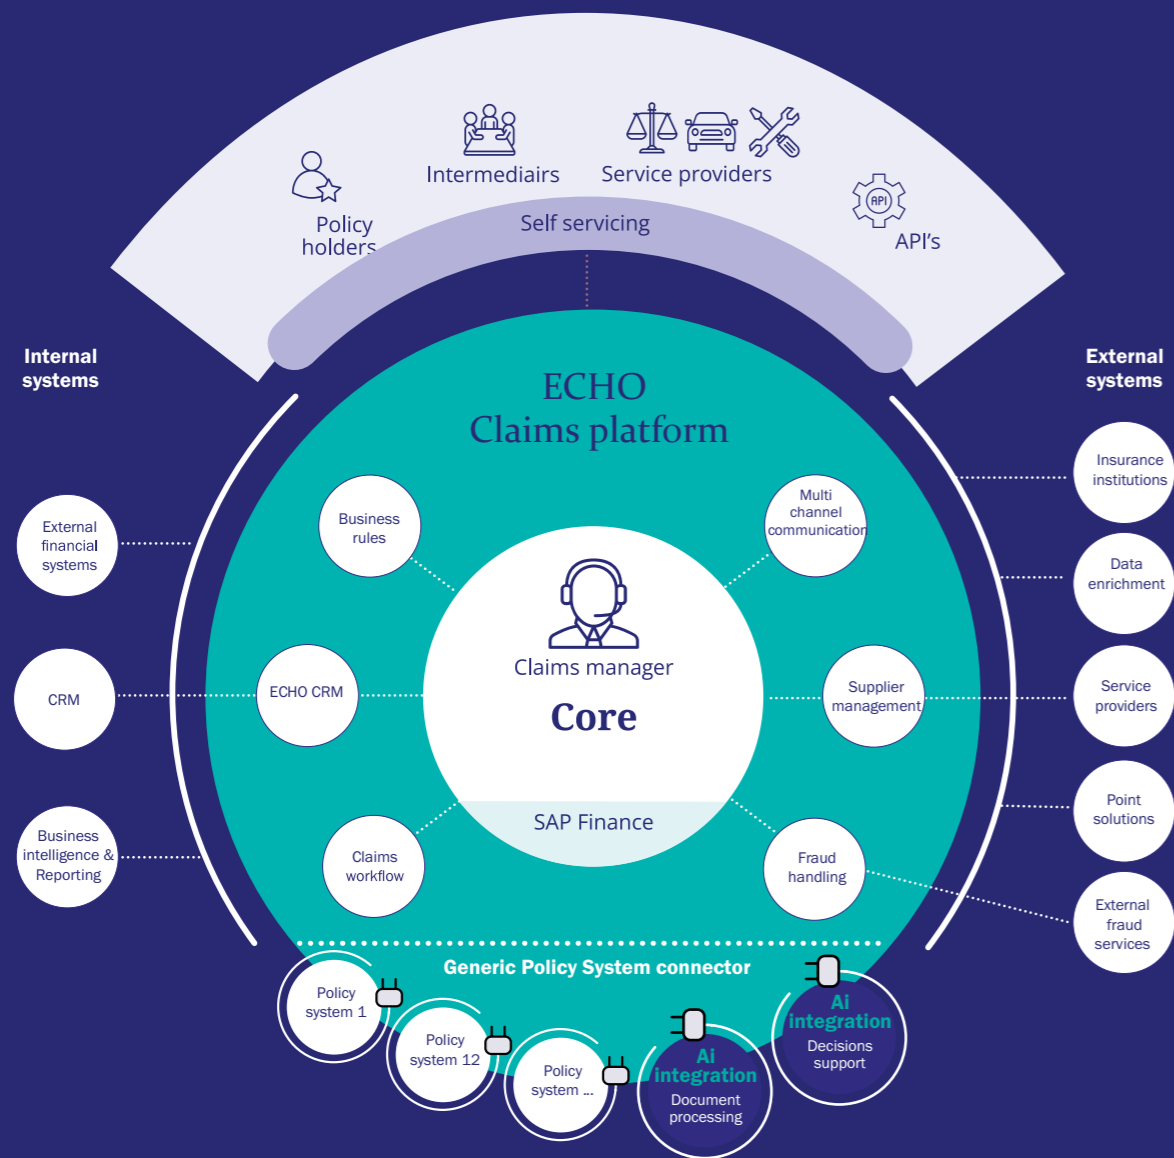 Intermediairs
Service providers
API
Policy
holders
API's
Self servicing
Internal
systems
External
systems
ECHO
Claims platform
External
financial
systems
CRM
Business
intelligence &
Reporting
Business
rules
ECHO CRM
Claims
workflow
Claims manager
Core
SAP Finance
Multi
channel
communication
Supplier
management
Fraud
handling
Insurance
institutions
Data
enrichment
Service
providers
Point
solutions
External
fraud
services
Generic Policy System connector
Policy
system 1
Policy
system 12
Policy
system ...
Ai
integration
Document
processing
Ai
integration
Decisions
support